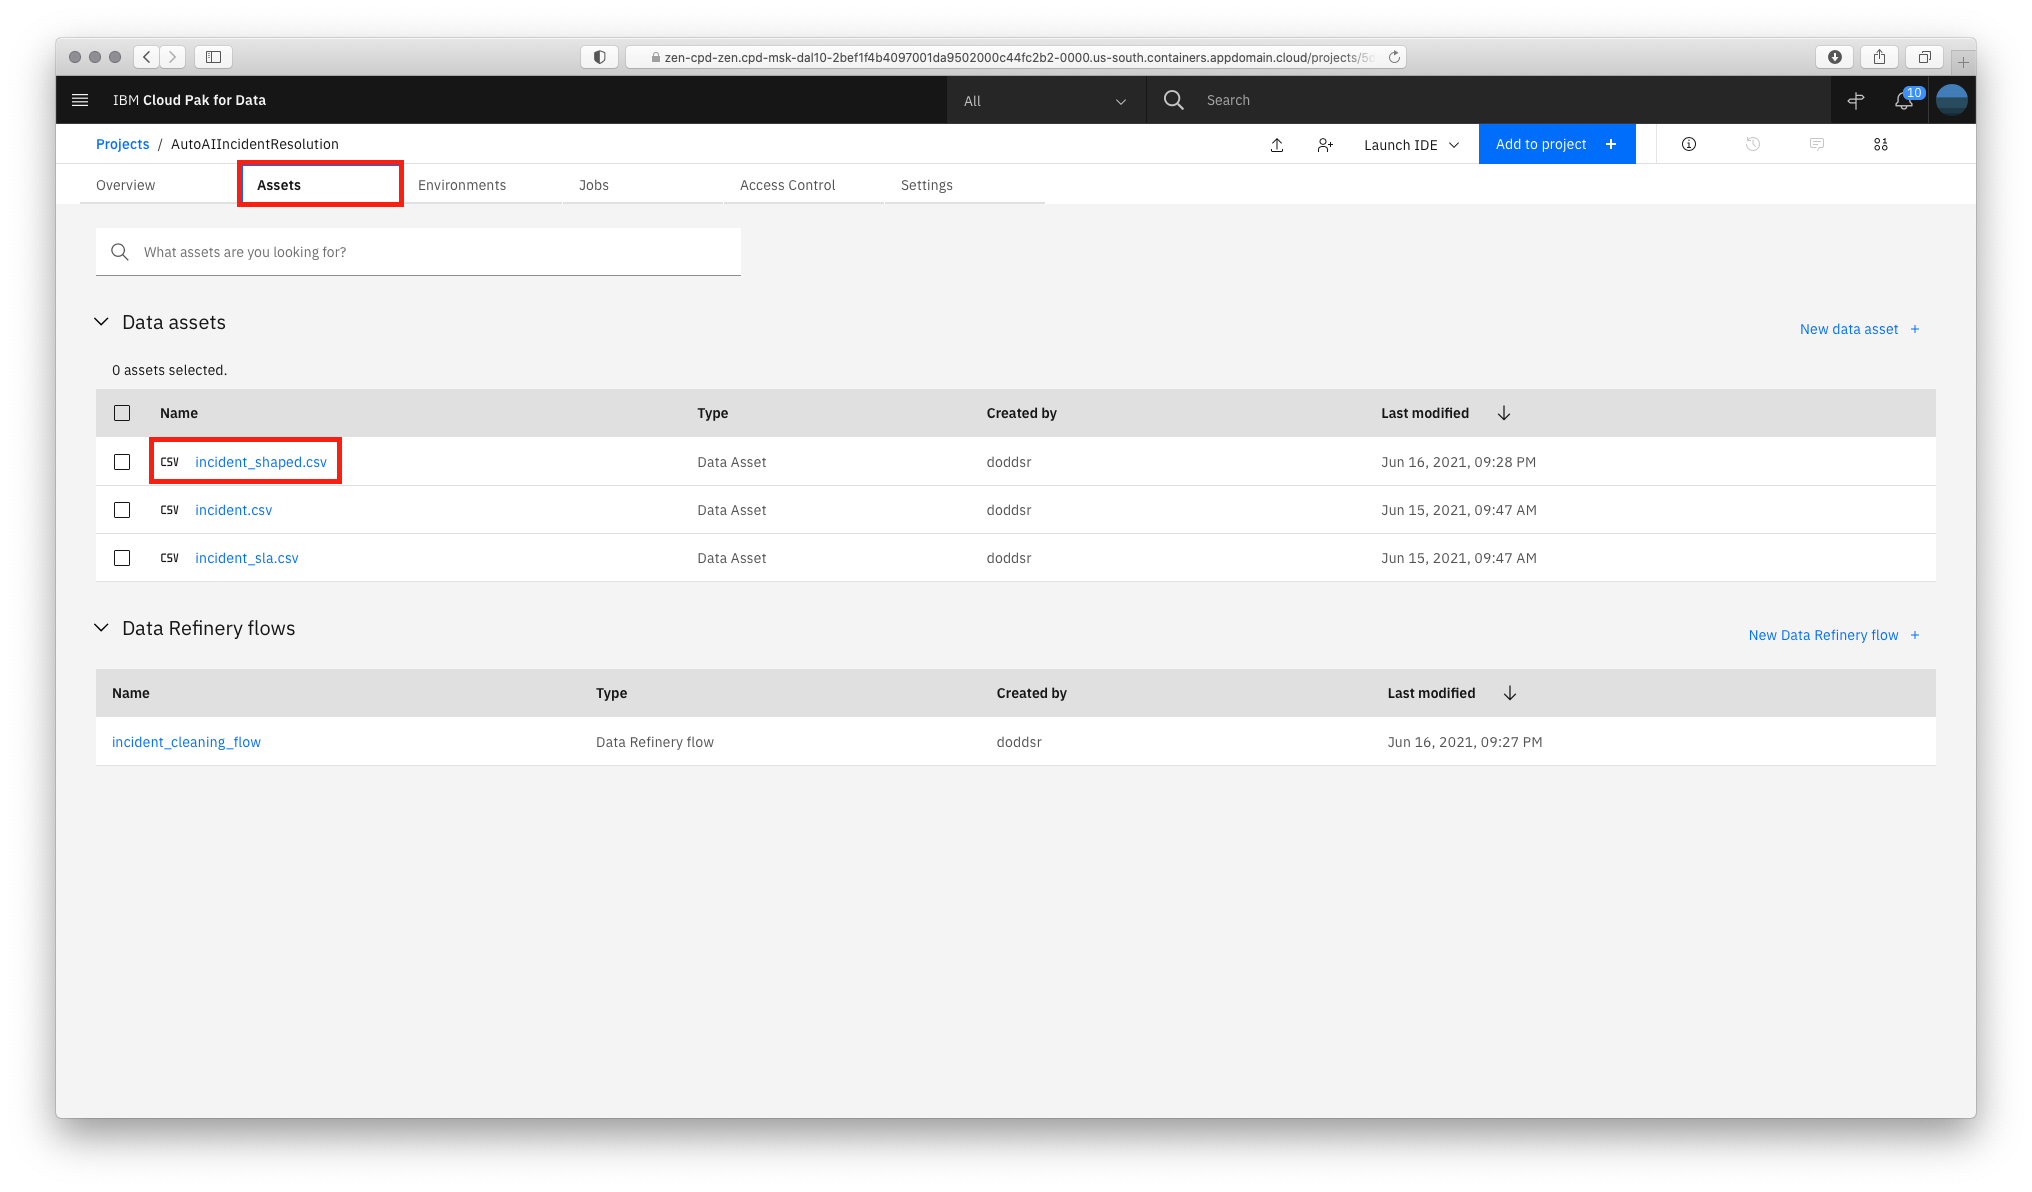 zen-cpd-zen.cpd-msk-dal10-2bef1f4b4097001da9502000c44fc2b2-0000.us-south.containers.appdomain.cloud/projects/5
IBM Cloud Pak for Data
All
Search
10
Projects / AutoAIIncidentResolution
Launch IDE
Add to project +
Overview
Assets
Environments
Jobs
Access Control
Settings
What assets are you looking for?
Data assets
New data asset +
0 assets selected.
Name Type Created by Last modified
CSV incident_shaped.csv Data Asset doddsr Jun 16, 2021, 09:28 PM
CSV incident.csv Data Asset doddsr Jun 15, 2021, 09:47 AM
CSV incident_sla.csv Data Asset doddsr Jun 15, 2021, 09:47 AM
Data Refinery flows
New Data Refinery flow +
Name Type Created by Last modified
incident_cleaning_flow Data Refinery flow doddsr Jun 16, 2021, 09:27 PM